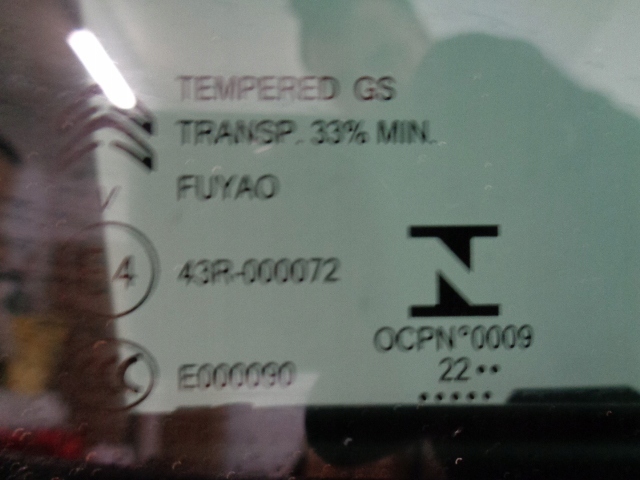 TEMPERED GS
TRANSP. 33% MIN.
FUYAO
4 43R-000072
OCPN°0009
E000090
22••
•••••